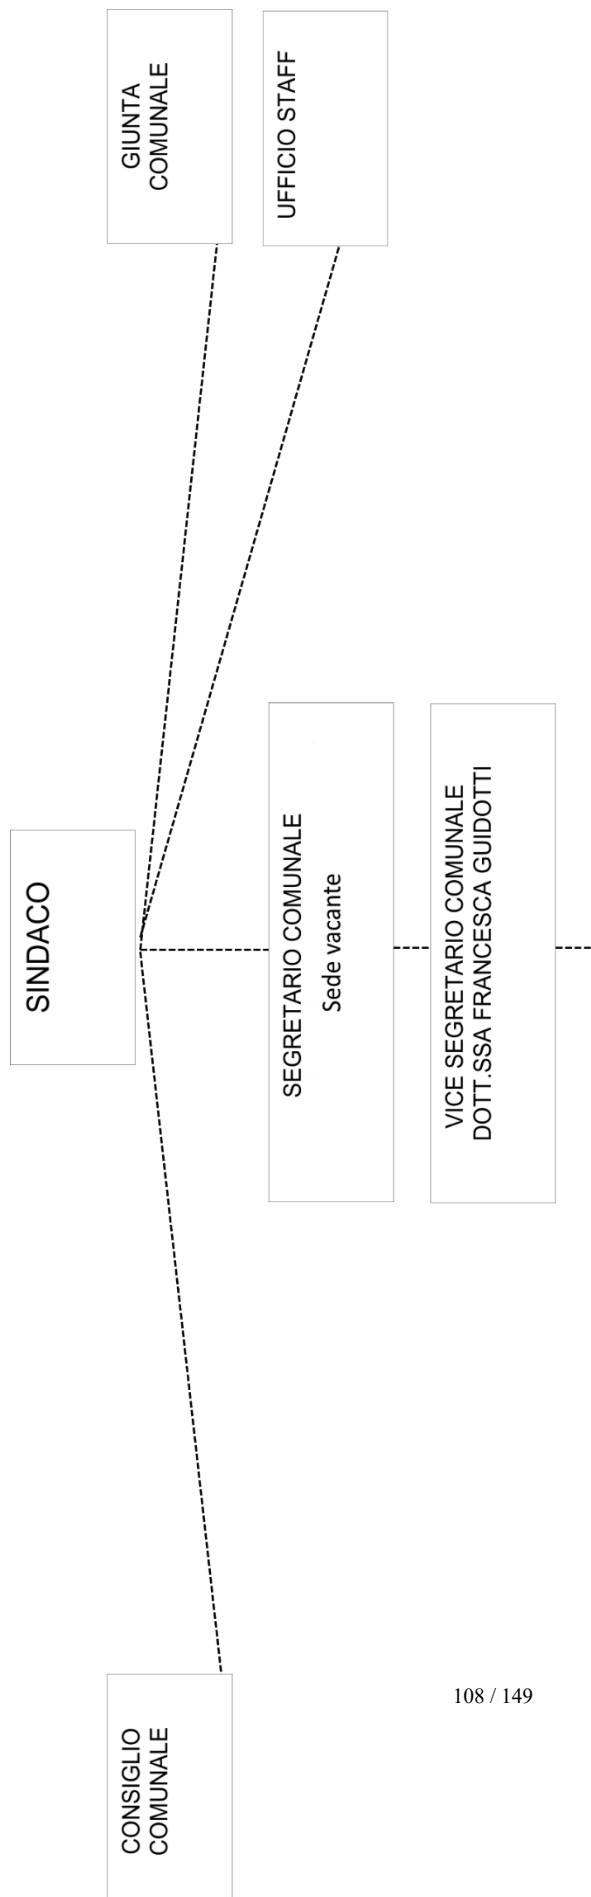 SINDACO
CONSIGLIO
COMUNALE
GIUNTA
COMUNALE
SEGRETARIO COMUNALE
Sede vacante
UFFICIO STAFF
VICE SEGRETARIO COMUNALE
DOTT.SSA FRANCESCA GUIDOTTI
108 / 149